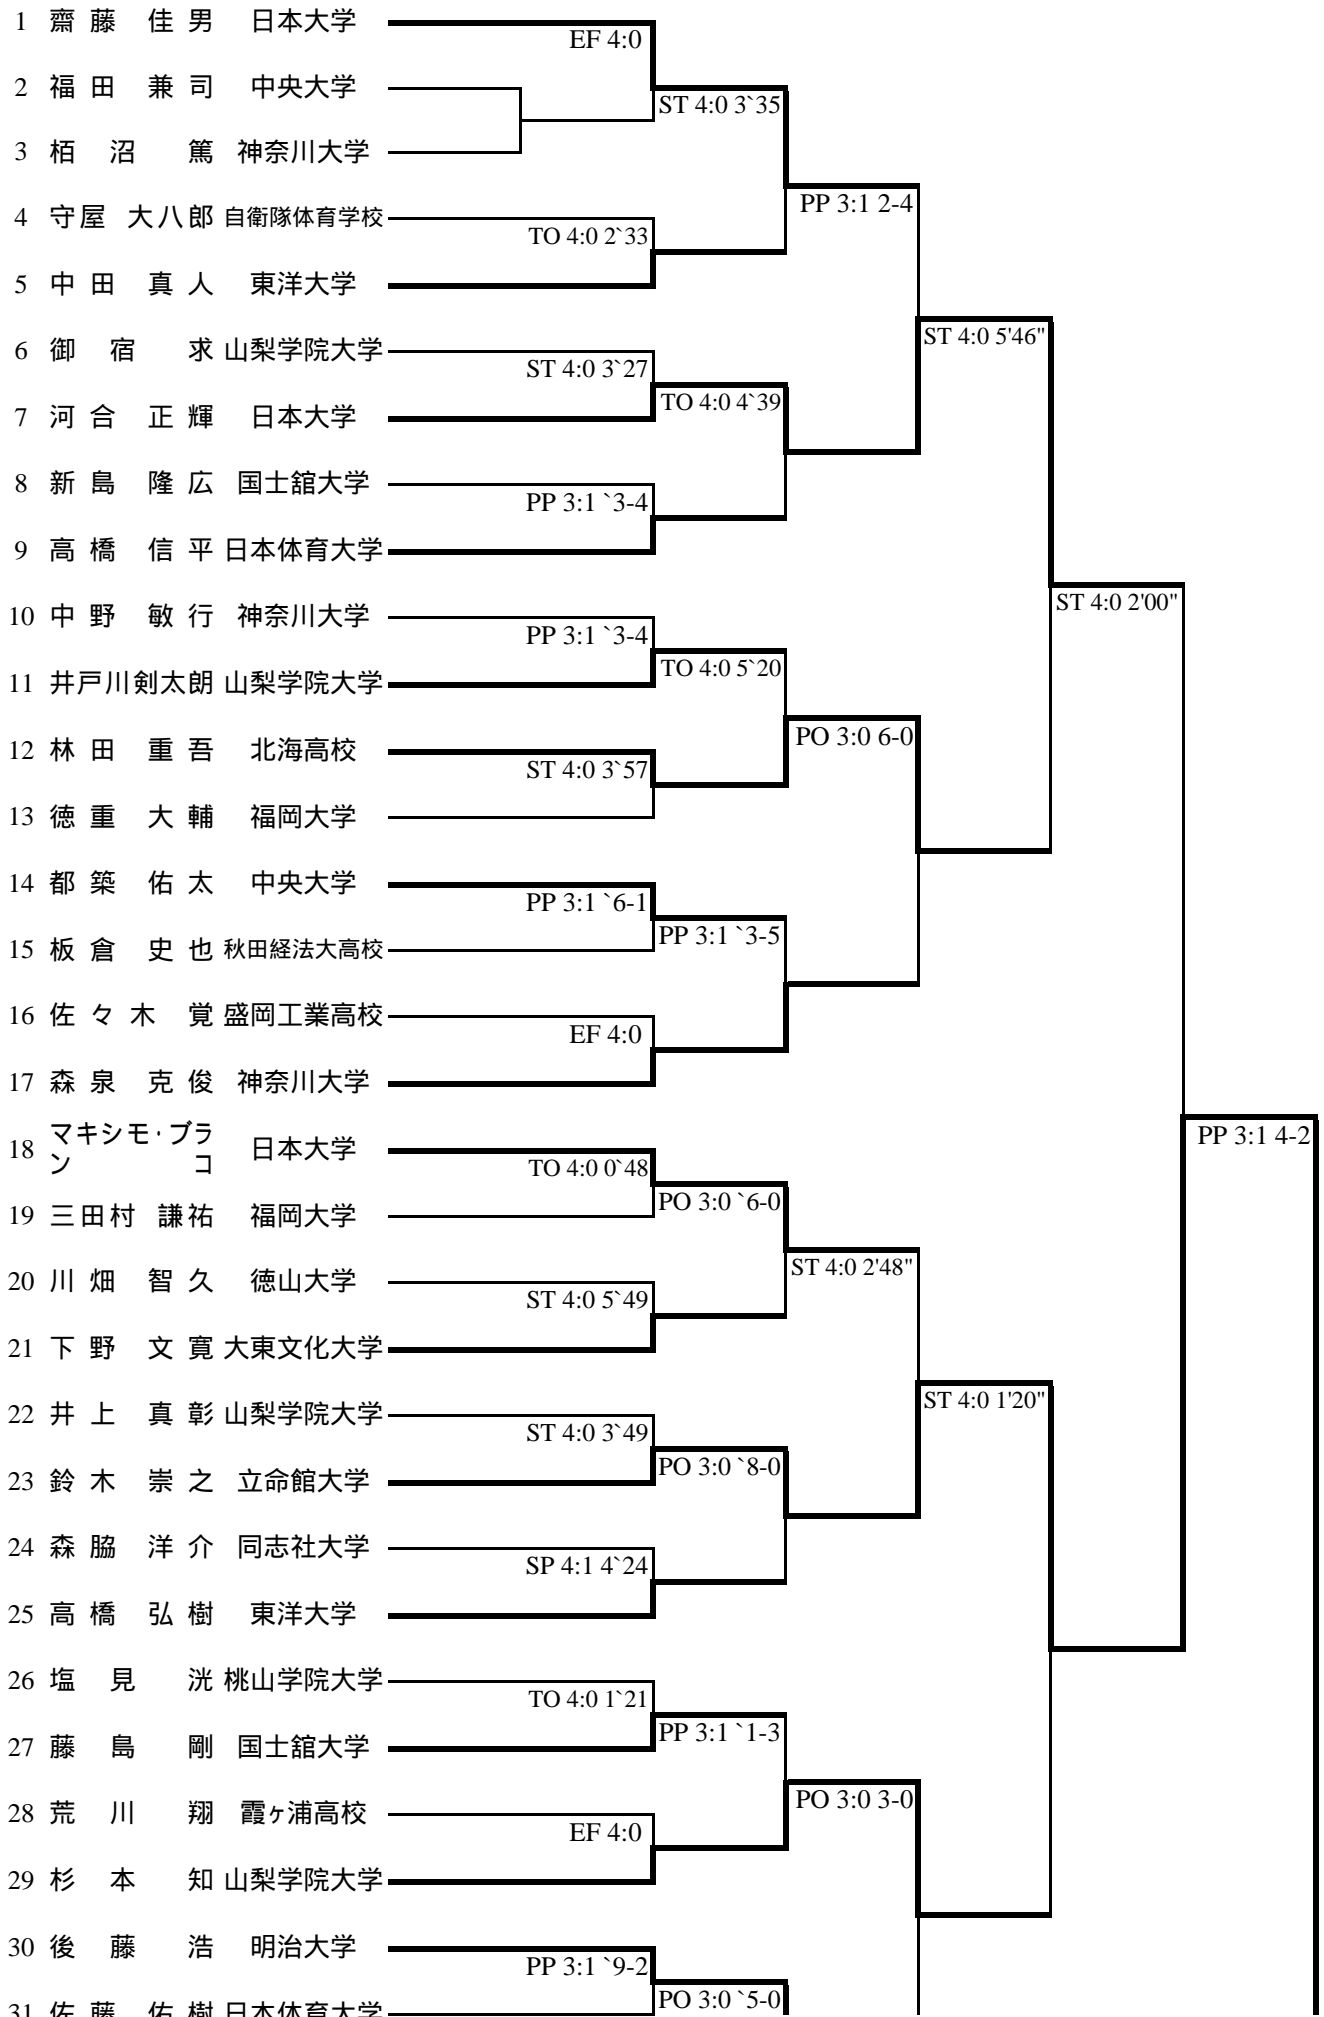 1 齋藤 佳男 日本大学
EF 4:0
2 福田 兼司 中央大学
ST 4:0 3`35
3 栢沼 篤 神奈川大学
PP 3:1 2-4
4 守屋 大八郎 自衛隊体育学校
TO 4:0 2`33
5 中田 真人 東洋大学
ST 4:0 5'46"
6 御宿 求 山梨学院大学
ST 4:0 3`27
TO 4:0 4`39
7 河合 正輝 日本大学
8 新島 隆広 国士舘大学
PP 3:1 `3-4
9 高橋 信平 日本体育大学
ST 4:0 2'00"
10 中野 敏行 神奈川大学
PP 3:1 `3-4
TO 4:0 5`20
11 井戸川剣太朗 山梨学院大学
PO 3:0 6-0
12 林田 重吾 北海高校
ST 4:0 3`57
13 徳重 大輔 福岡大学
14 都築 佑太 中央大学
PP 3:1 `6-1
PP 3:1 `3-5
15 板倉 史也 秋田経法大高校
16 佐々木 覚 盛岡工業高校
EF 4:0
17 森泉 克俊 神奈川大学
PP 3:1 4-2
18 マキシモ・ブラ
ンコ 日本大学
TO 4:0 0`48
PO 3:0 `6-0
19 三田村 謙祐 福岡大学
ST 4:0 2'48"
20 川畑 智久 徳山大学
ST 4:0 5`49
21 下野 文寛 大東文化大学
ST 4:0 1'20"
22 井上 真彰 山梨学院大学
ST 4:0 3`49
PO 3:0 `8-0
23 鈴木 崇之 立命館大学
24 森脇 洋介 同志社大学
SP 4:1 4`24
25 高橋 弘樹 東洋大学
26 塩見 洸 桃山学院大学
TO 4:0 1`21
PP 3:1 `1-3
27 藤島 剛 国士舘大学
PO 3:0 3-0
28 荒川 翔 霞ヶ浦高校
EF 4:0
29 杉本 知 山梨学院大学
30 後藤 浩 明治大学
PP 3:1 `9-2
PO 3:0 `5-0
31 佐藤 佑樹 日本体育大学